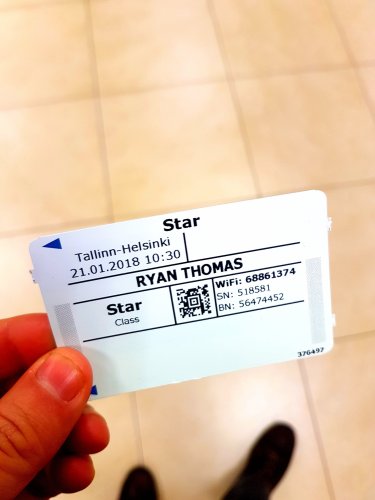 Star
Tallinn-Helsinki
21.01.2018 10:30
RYAN THOMAS
Star
Class
WiFi: 68861374
SN: 518581
BN: 56474452
376497